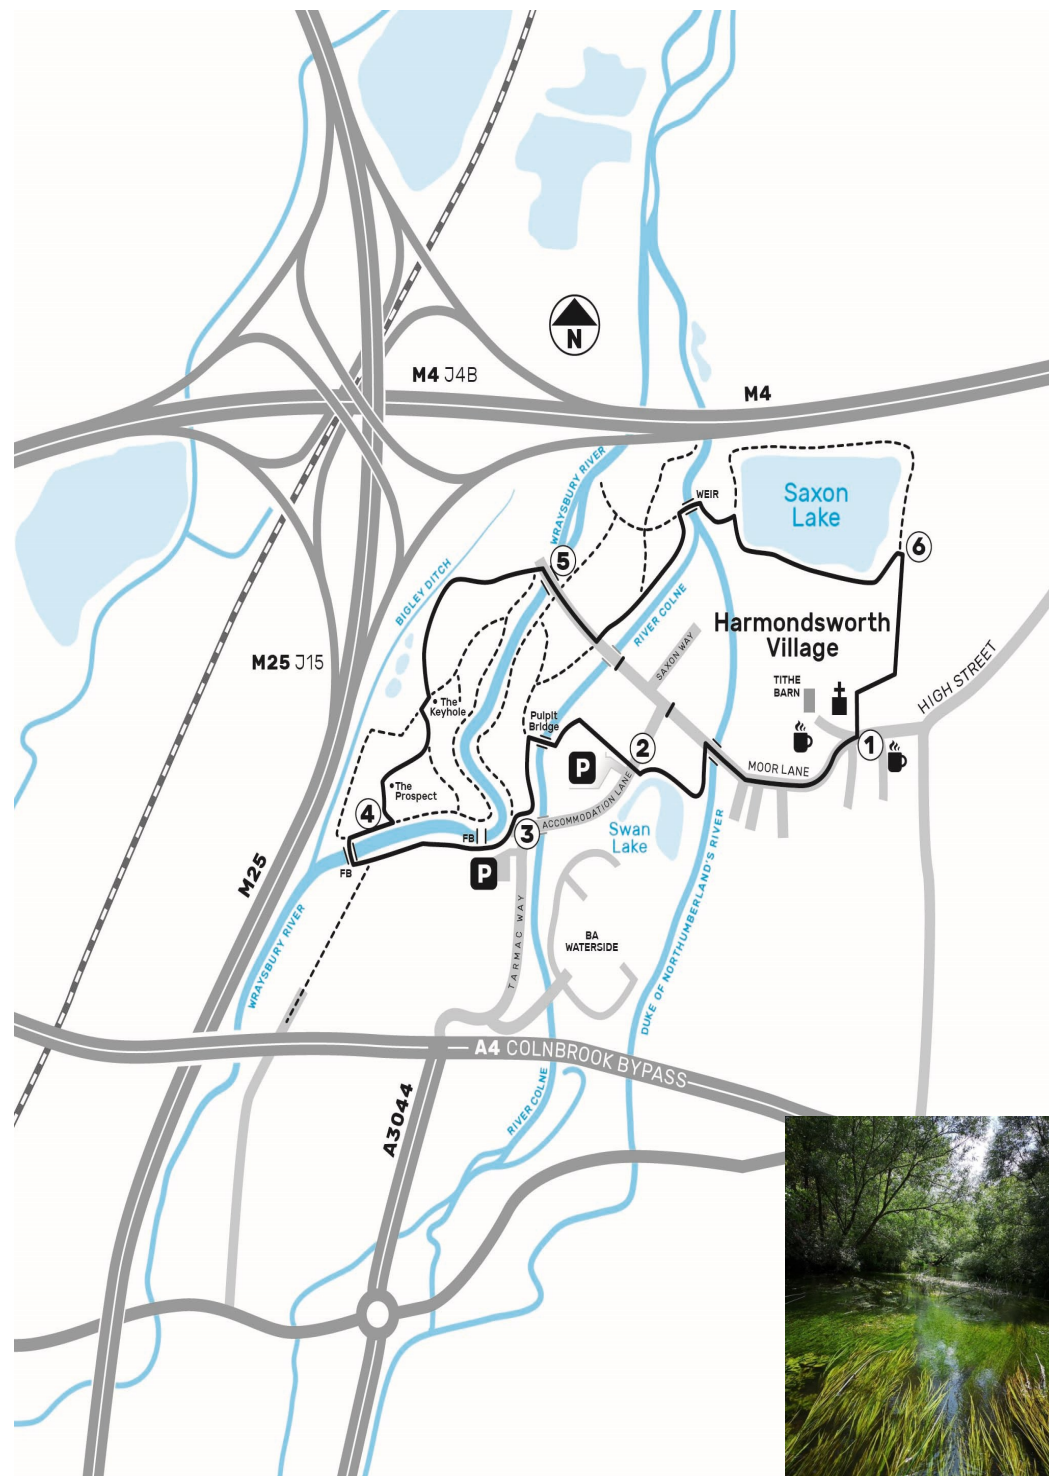 N
M4 J4B
M4
WRAYSBURY RIVER
WEIR
Saxon
Lake
5
6
BIGLEY DITCH
RIVER COLNE
Harmondsworth
Village
SAXON WAY
M25 J15
TITHE
BARN
HIGH STREET
The
Keyhole
Pulpit
Bridge
2
1
P
MOOR LANE
The
Prospect
4
ACCOMMODATION LANE
3
FB
Swan
Lake
FB
P
M25
DUKE OF NORTHUMBERLAND'S RIVER
TARMAC WAY
BA
WATERSIDE
WRAYSBURY RIVER
A4 COLNBROOK BYPASS
RIVER COLNE
A3044